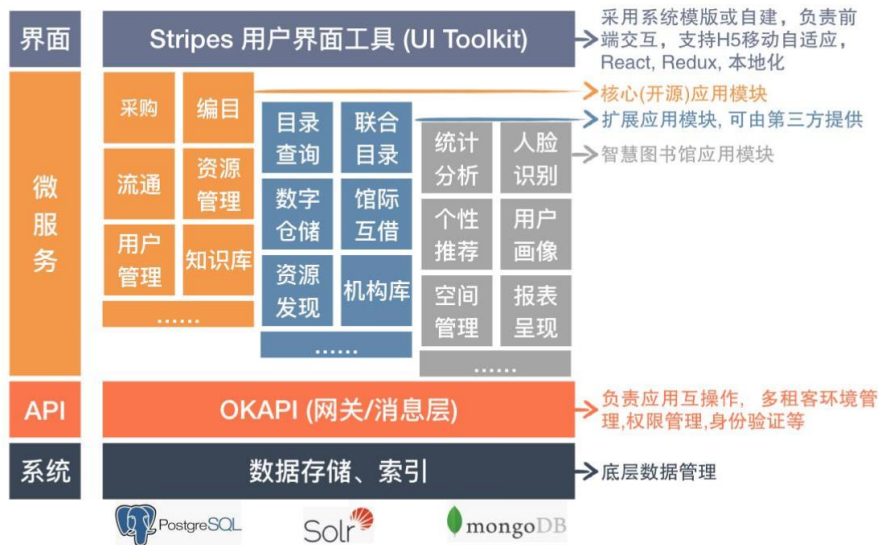 界面
Stripes 用户界面工具 (UI Toolkit)
采用系统模版或自建，负责前
端交互，支持H5移动自适应，
React, Redux, 本地化
微服务
采购
编目
流通
资源
管理
用户
管理
知识库
……
目录
查询
联合
目录
数字
仓储
馆际
互借
资源
发现
机构库
……
统计
分析
人脸
识别
个性
推荐
用户
画像
空间
管理
报表
呈现
……
核心(开源)应用模块
扩展应用模块, 可由第三方提供
智慧图书馆应用模块
API
OKAPI (网关/消息层)
负责应用互操作， 多租客环境管
理,权限管理,身份验证等
系统
数据存储、索引
底层数据管理
PostgreSQL
Solr
mongoDB